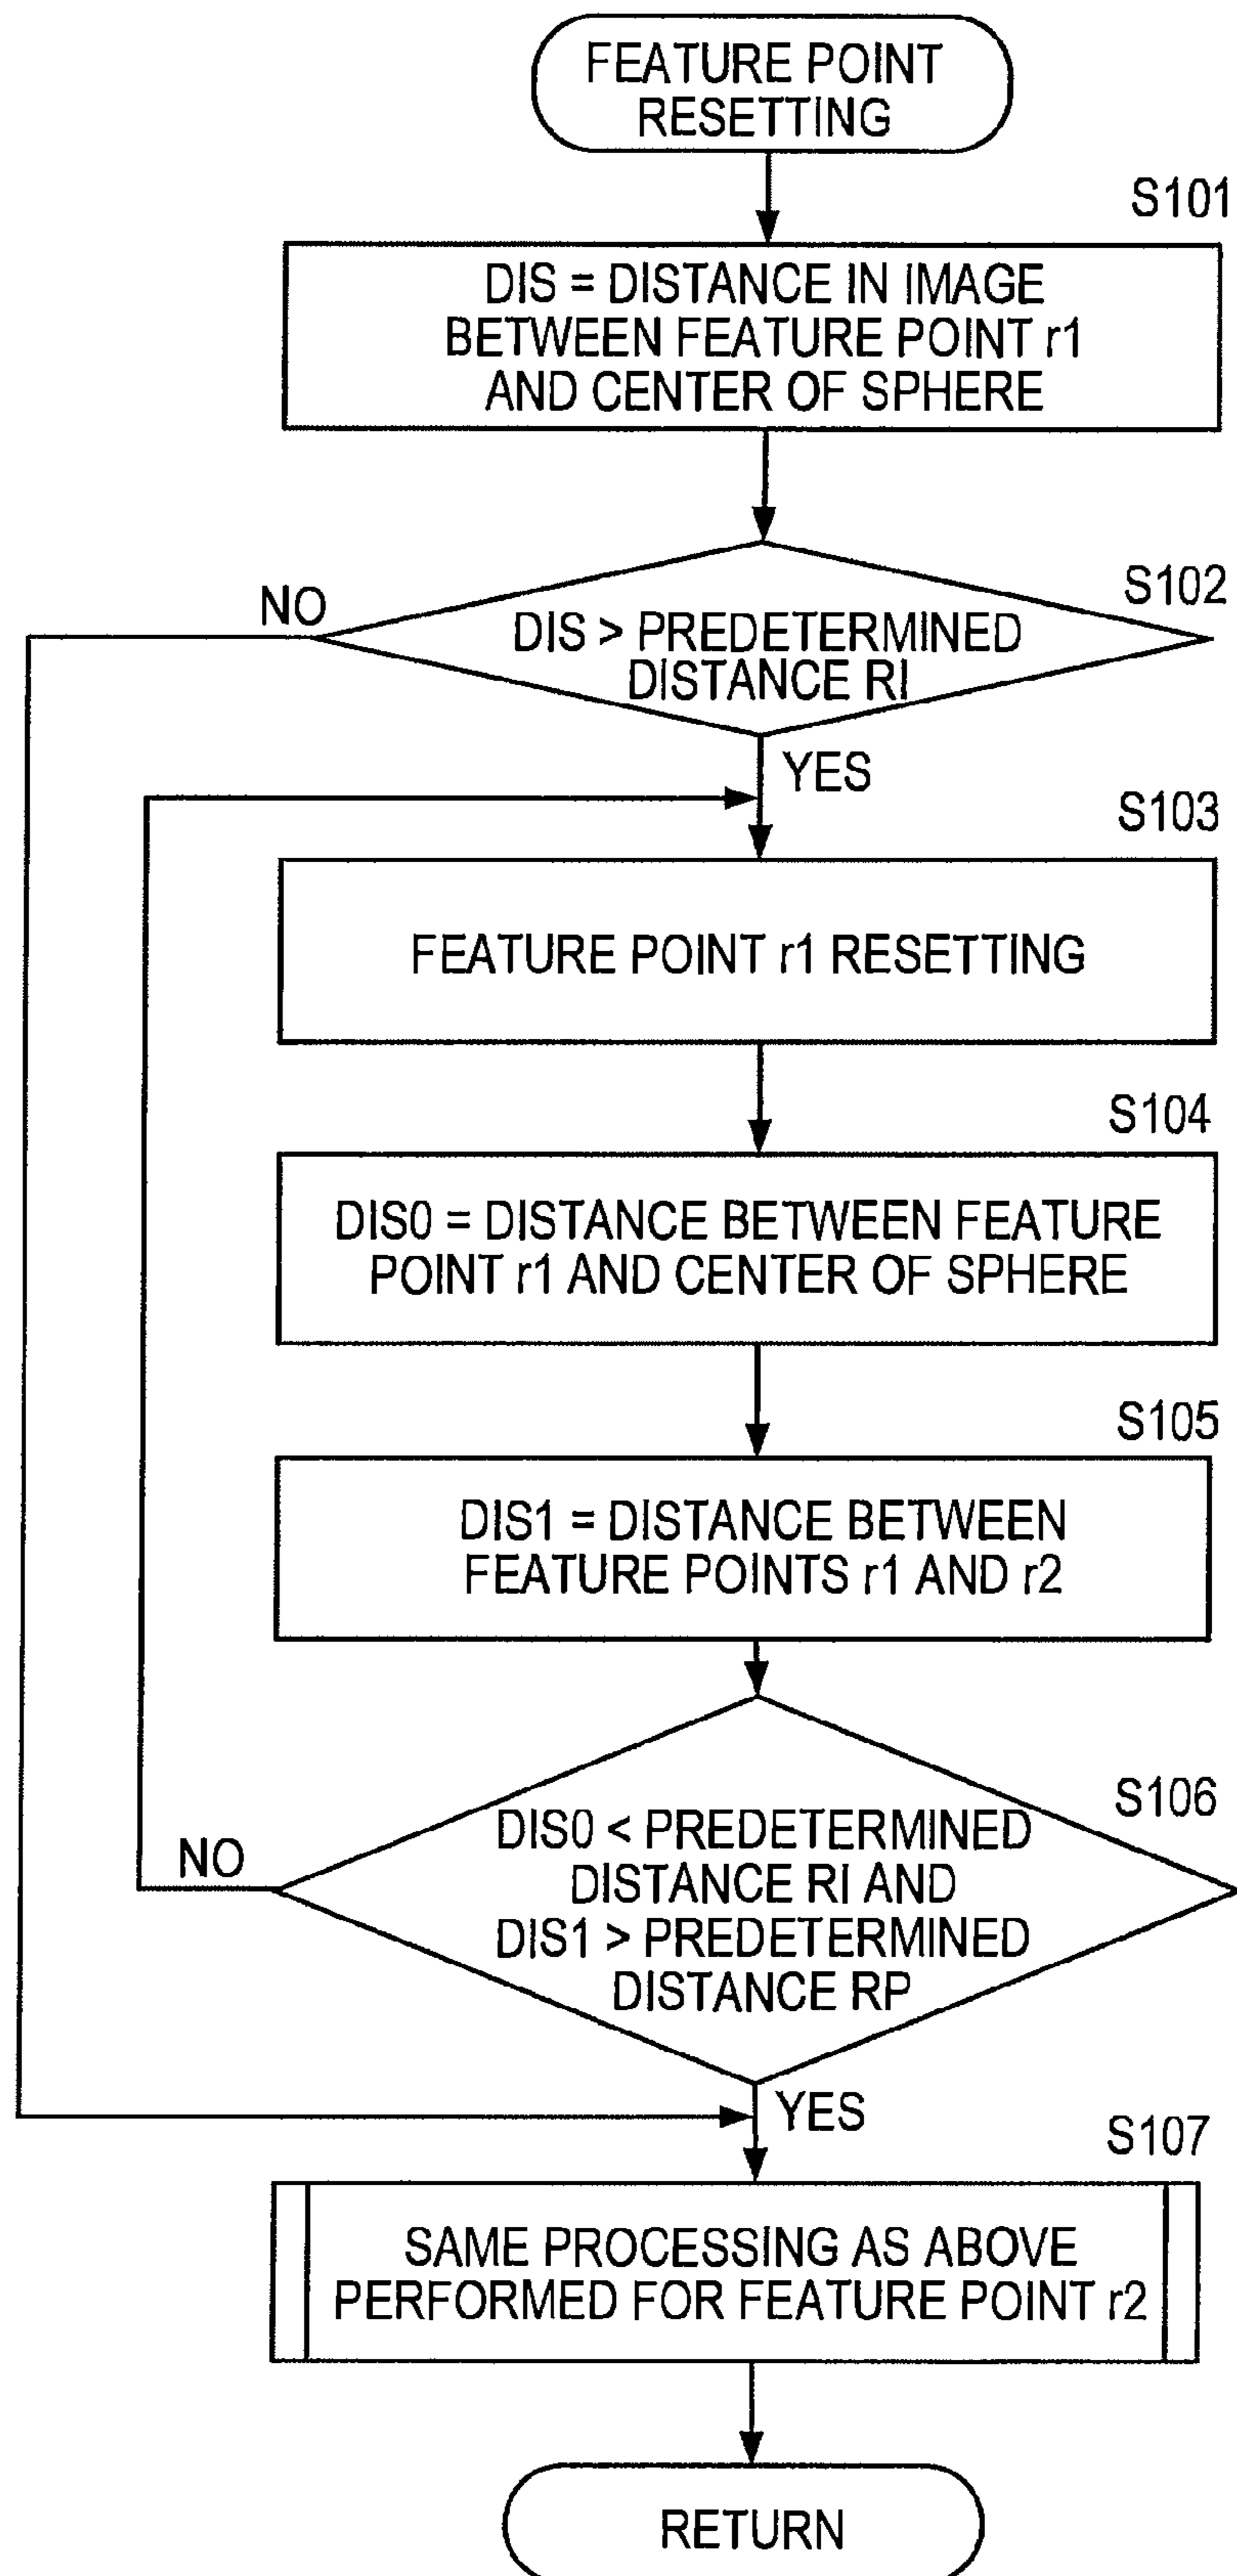 FEATURE POINT
RESETTING
S101
DIS = DISTANCE IN IMAGE
BETWEEN FEATURE POINT r1
AND CENTER OF SPHERE
S102
NO
DIS > PREDETERMINED
DISTANCE RI
YES
S103
FEATURE POINT r1 RESETTING
S104
DIS0 = DISTANCE BETWEEN FEATURE
POINT r1 AND CENTER OF SPHERE
S105
DIS1 = DISTANCE BETWEEN
FEATURE POINTS r1 AND r2
S106
NO
DIS0 < PREDETERMINED
DISTANCE RI AND
DIS1 > PREDETERMINED
DISTANCE RP
YES
S107
SAME PROCESSING AS ABOVE
PERFORMED FOR FEATURE POINT r2
RETURN